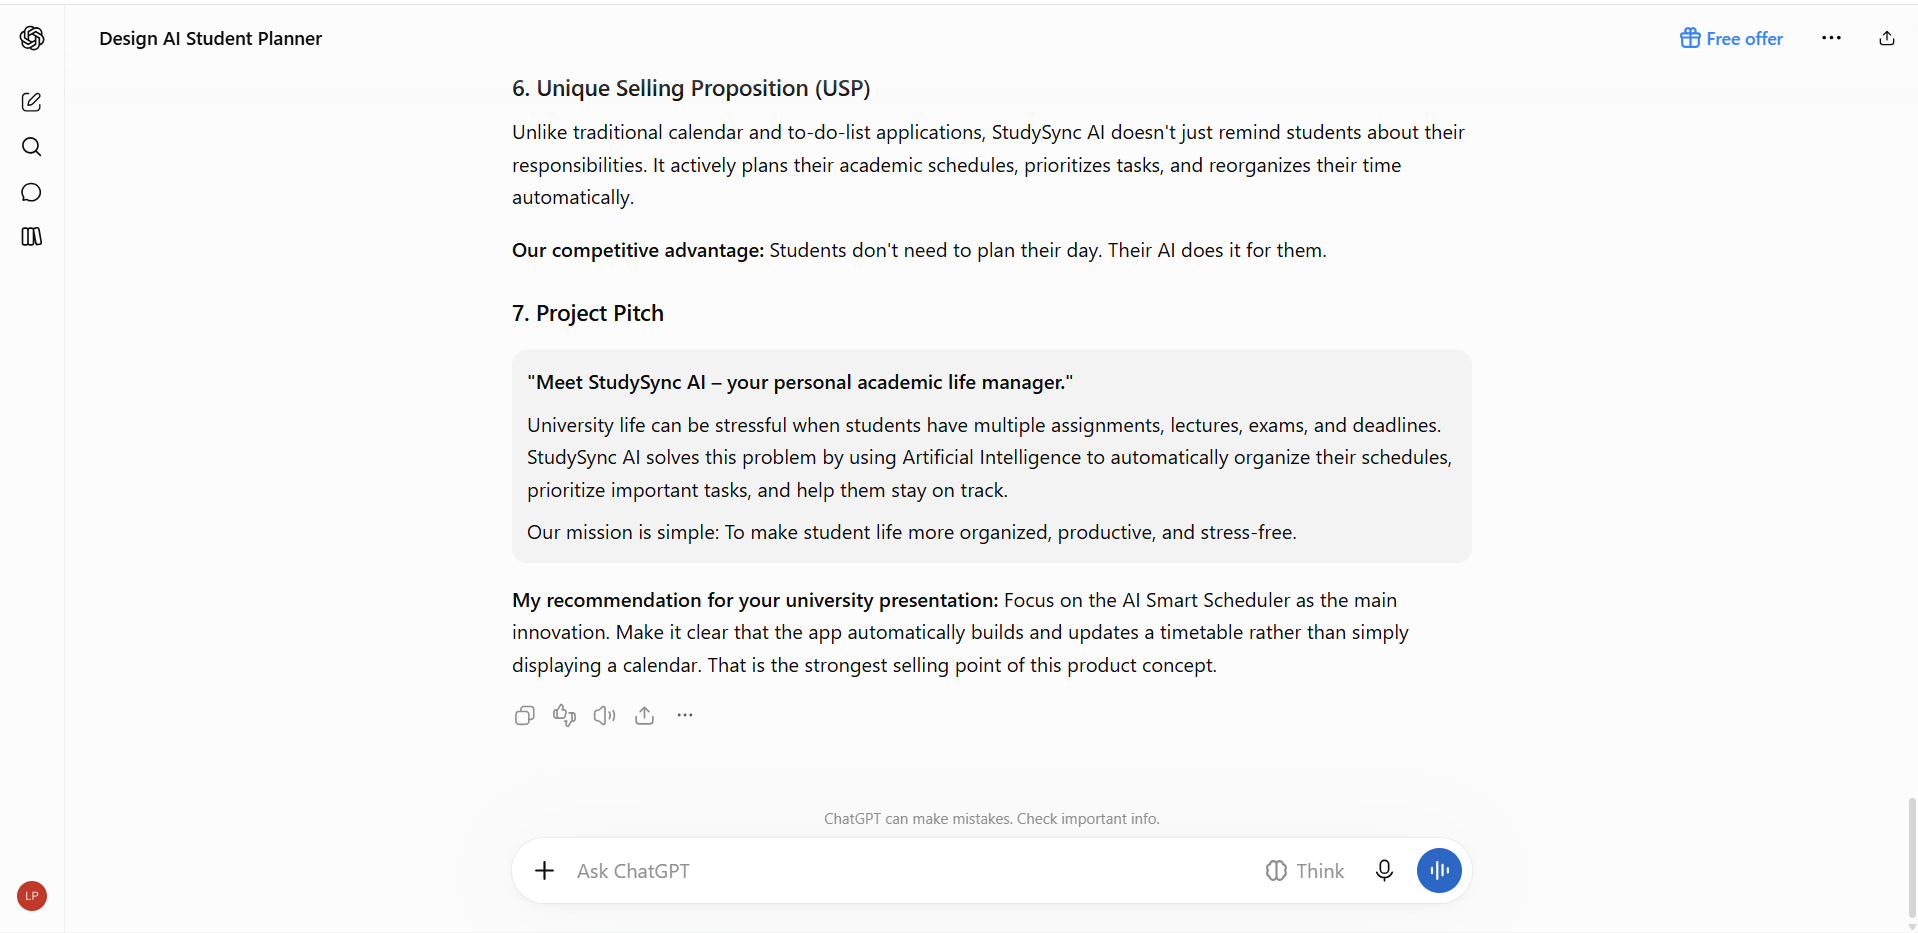 Design AI Student Planner
Free offer
6. Unique Selling Proposition (USP)
Unlike traditional calendar and to-do-list applications, StudySync AI doesn't just remind students about their
responsibilities. It actively plans their academic schedules, prioritizes tasks, and reorganizes their time
automatically.
Our competitive advantage: Students don't need to plan their day. Their AI does it for them.
7. Project Pitch
"Meet StudySync AI – your personal academic life manager."
University life can be stressful when students have multiple assignments, lectures, exams, and deadlines.
StudySync AI solves this problem by using Artificial Intelligence to automatically organize their schedules,
prioritize important tasks, and help them stay on track.
Our mission is simple: To make student life more organized, productive, and stress-free.
My recommendation for your university presentation: Focus on the AI Smart Scheduler as the main
innovation. Make it clear that the app automatically builds and updates a timetable rather than simply
displaying a calendar. That is the strongest selling point of this product concept.
ChatGPT can make mistakes. Check important info.
Ask ChatGPT
Think
LP